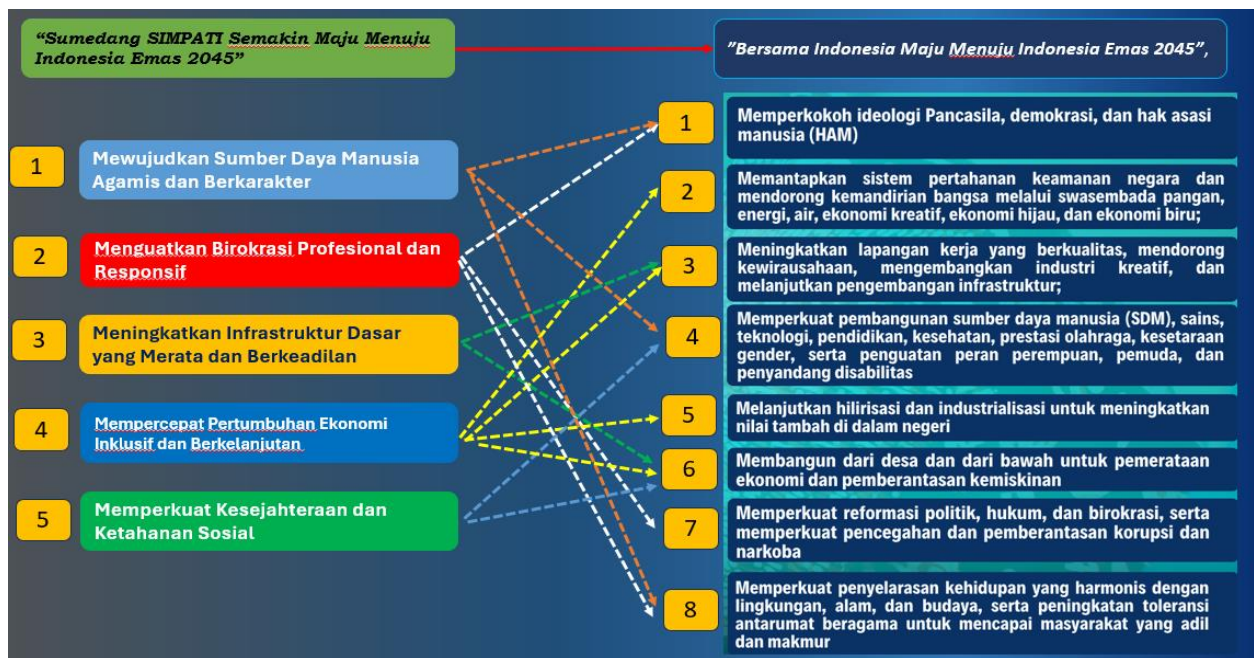 “Sumedang SIMPATI Semakin Maju Menuju
Indonesia Emas 2045”
”Bersama Indonesia Maju Menuju Indonesia Emas 2045”,
1
Mewujudkan Sumber Daya Manusia
Agamis dan Berkarakter
2
Menguatkan Birokrasi Profesional dan
Responsif
3
Meningkatkan Infrastruktur Dasar
yang Merata dan Berkeadilan
4
Mempercepat Pertumbuhan Ekonomi
Inklusif dan Berkelanjutan
5
Memperkuat Kesejahteraan dan
Ketahanan Sosial
1
Memperkokoh ideologi Pancasila, demokrasi, dan hak asasi
manusia (HAM)
2
Memantapkan sistem pertahanan keamanan negara dan
mendorong kemandirian bangsa melalui swasembada pangan,
energi, air, ekonomi kreatif, ekonomi hijau, dan ekonomi biru;
3
Meningkatkan lapangan kerja yang berkualitas, mendorong
kewirausahaan, mengembangkan industri kreatif, dan
melanjutkan pengembangan infrastruktur;
4
Memperkuat pembangunan sumber daya manusia (SDM), sains,
teknologi, pendidikan, kesehatan, prestasi olahraga, kesetaraan
gender, serta penguatan peran perempuan, pemuda, dan
penyandang disabilitas
5
Melanjutkan hilirisasi dan industrialisasi untuk meningkatkan
nilai tambah di dalam negeri
6
Membangun dari desa dan dari bawah untuk pemerataan
ekonomi dan pemberantasan kemiskinan
7
Memperkuat reformasi politik, hukum, dan birokrasi, serta
memperkuat pencegahan dan pemberantasan korupsi dan
narkoba
8
Memperkuat penyelarasan kehidupan yang harmonis dengan
lingkungan, alam, dan budaya, serta peningkatan toleransi
antarumat beragama untuk mencapai masyarakat yang adil
dan makmur